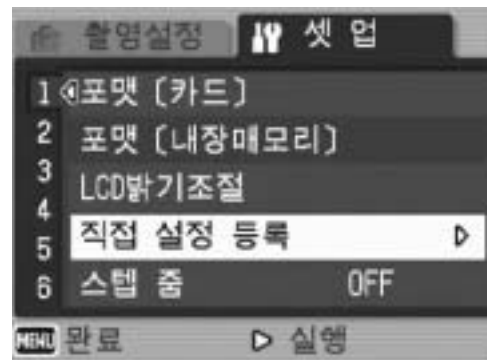 촬영설정 셋 업
1 포맷 [카드]
2 포맷 [내장매모리]
3 LCD밝기조절
4 직접 설정 등록
5 스텝 줌 OFF
6
MENU 완료 실행